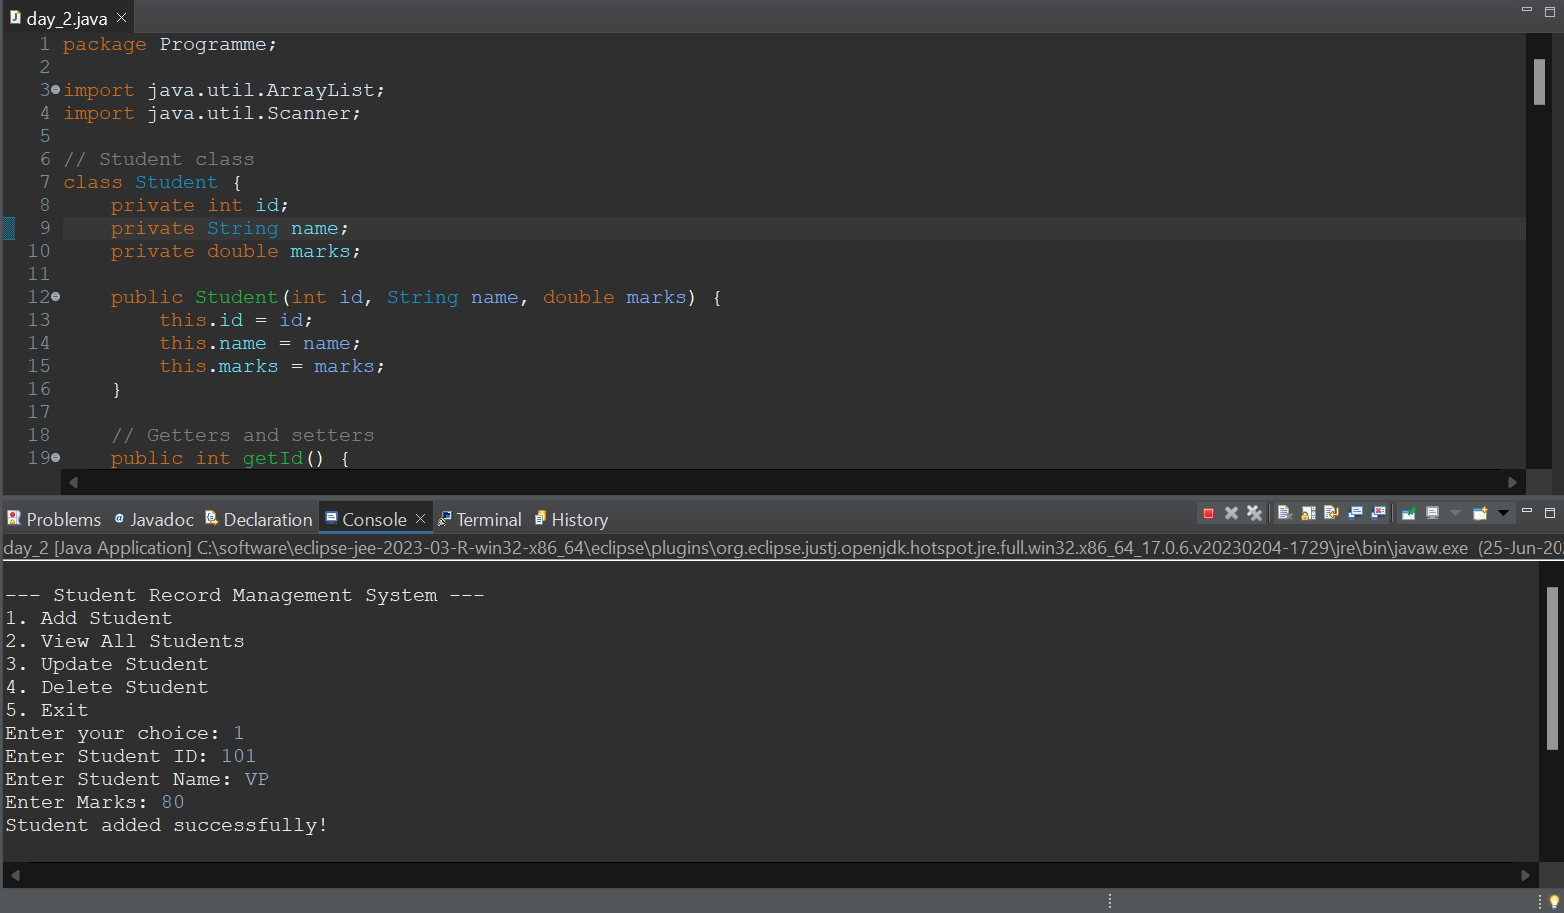 day_2.java
1 package Programme;
2
3 import java.util.ArrayList;
4 import java.util.Scanner;
5
6 // Student class
7 class Student {
8     private int id;
9     private String name;
10     private double marks;
11
12     public Student(int id, String name, double marks) {
13         this.id = id;
14         this.name = name;
15         this.marks = marks;
16     }
17
18     // Getters and setters
19     public int getId() {
Problems Javadoc Declaration Console Terminal History
day_2 [Java Application] C:\software\eclipse-jee-2023-03-R-win32-x86_64\eclipse\plugins\org.eclipse.justj.openjdk.hotspot.jre.full.win32.x86_64_17.0.6.v20230204-1729\jre\bin\javaw.exe (25-Jun-20
--- Student Record Management System ---
1. Add Student
2. View All Students
3. Update Student
4. Delete Student
5. Exit
Enter your choice: 1
Enter Student ID: 101
Enter Student Name: VP
Enter Marks: 80
Student added successfully!